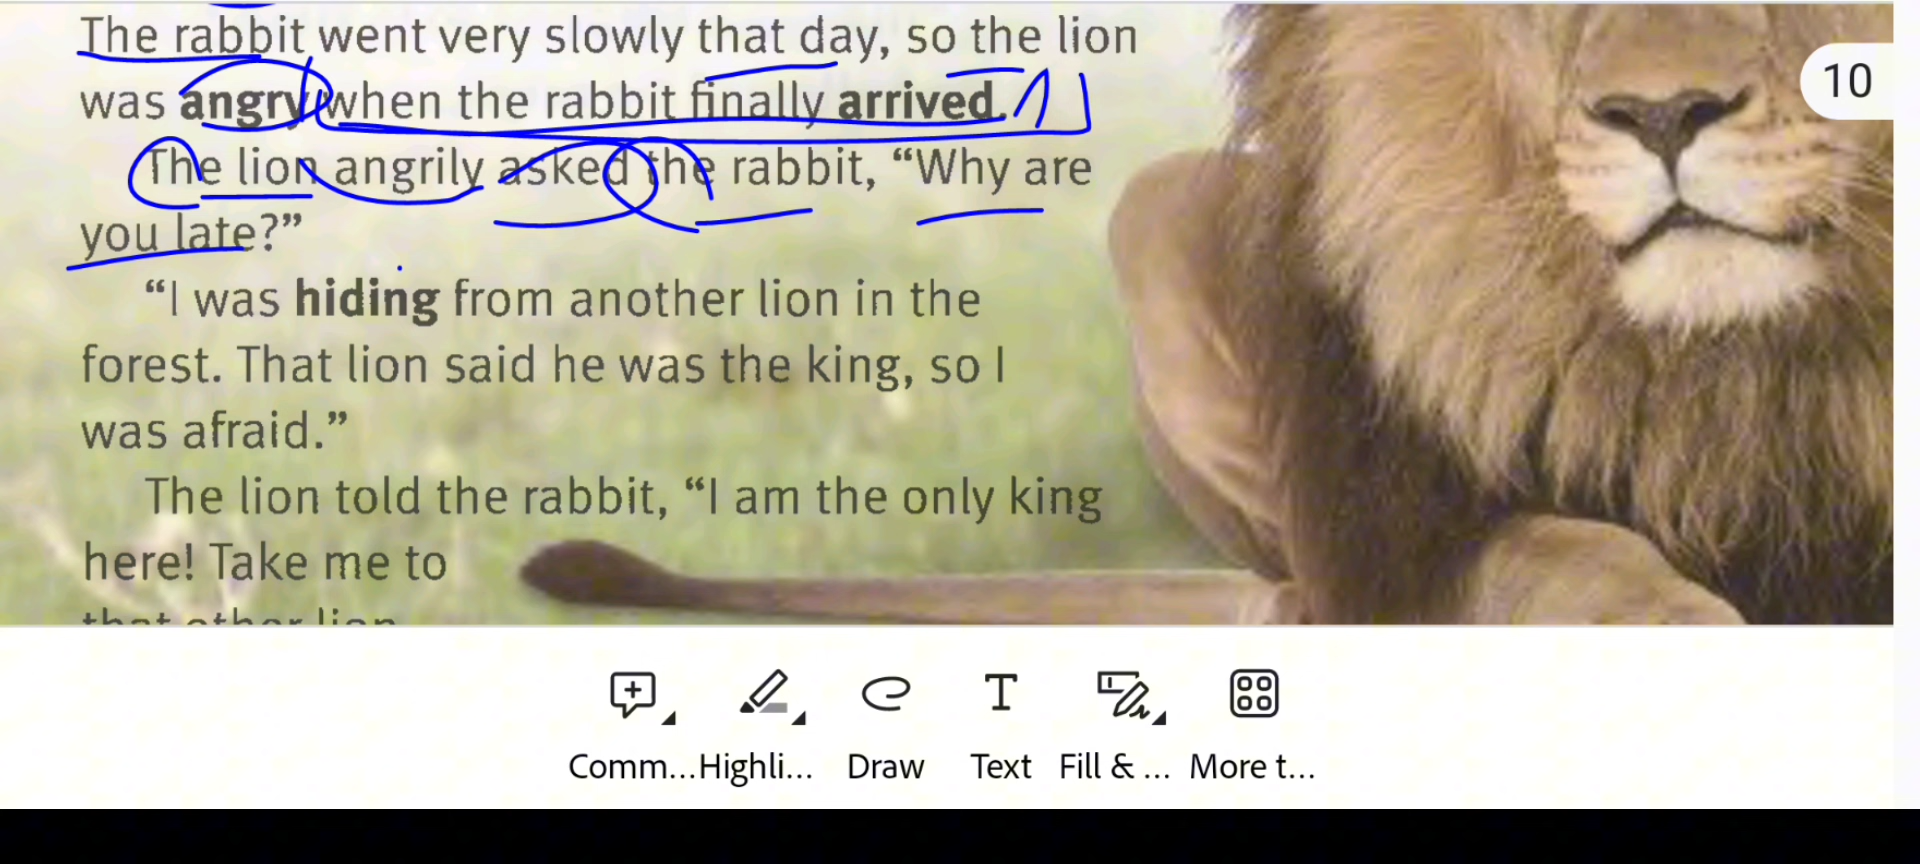 The rabbit went very slowly that day, so the lion
was angry when the rabbit finally arrived.
The lion angrily asked the rabbit, “Why are
you late?”
“I was hiding from another lion in the
forest. That lion said he was the king, so I
was afraid.”
The lion told the rabbit, “I am the only king
here! Take me to
that other lion
10
Comm... Highli... Draw Text Fill & ... More t...